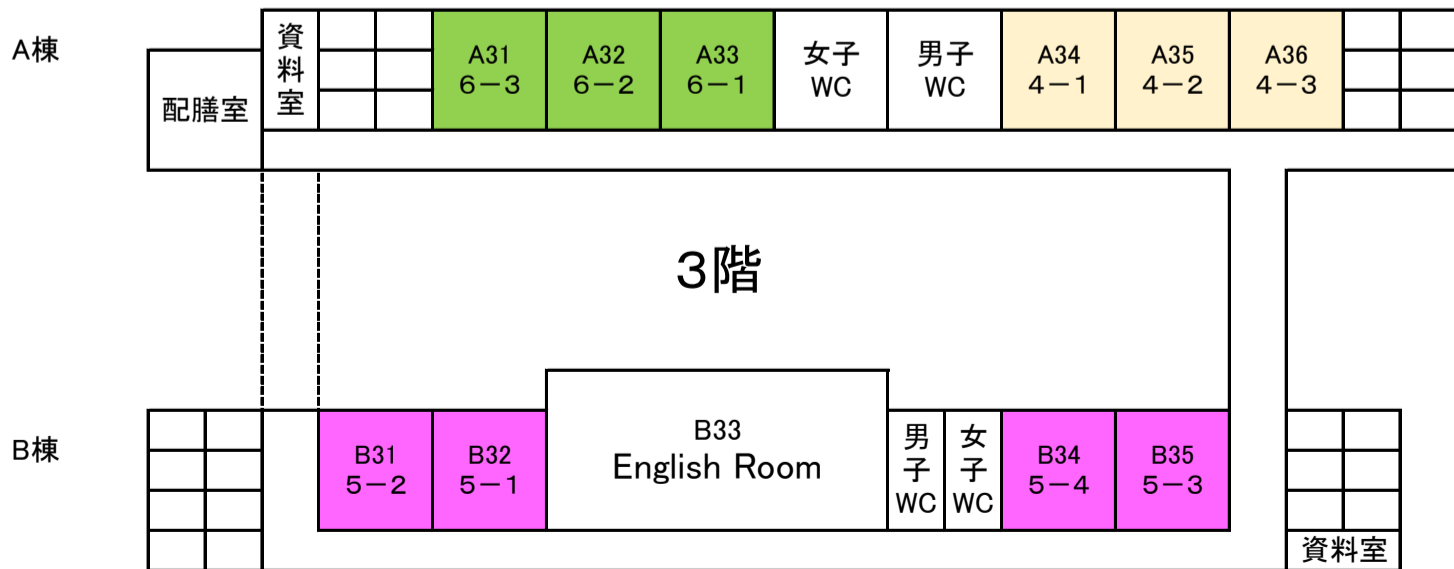 A棟
配膳室
資料室
A31
6－3
A32
6－2
A33
6－1
女子
WC
男子
WC
A34
4－1
A35
4－2
A36
4－3
3階
B棟
B31
5－2
B32
5－1
B33
English Room
男子
WC
女子
WC
B34
5－4
B35
5－3
資料室